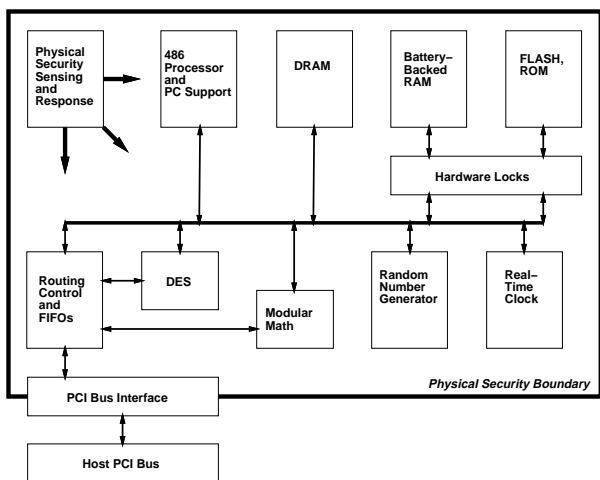 Physical
Security
Sensing
and
Response
486
Processor
and
PC Support
DRAM
Battery–
Backed
RAM
FLASH,
ROM
Hardware Locks
Routing
Control
and
FIFOs
DES
Modular
Math
Random
Number
Generator
Real–
Time
Clock
Physical Security Boundary
PCI Bus Interface
Host PCI Bus